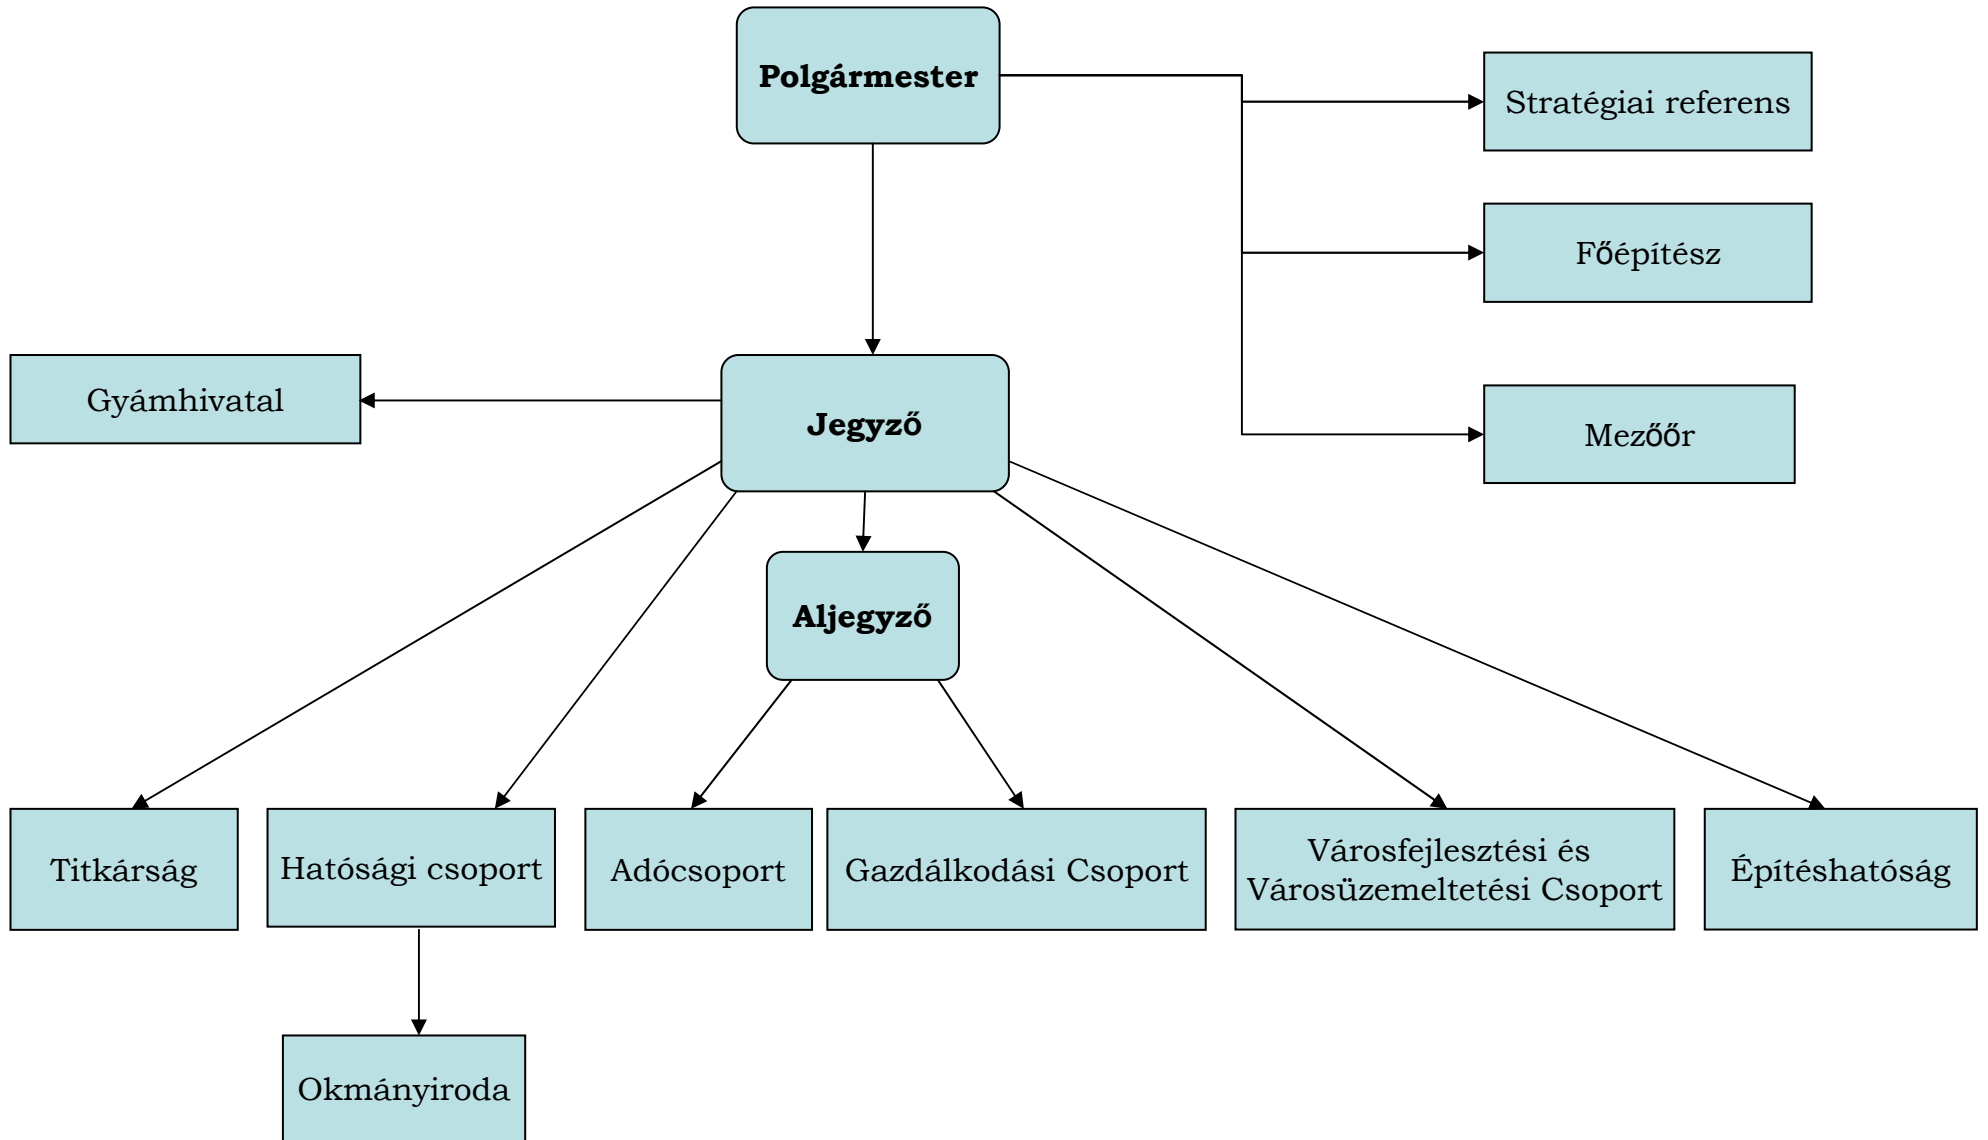 Polgármester
Stratégiai referens
Főépítész
Gyámhivatal
Jegyző
Mezőőr
Aljegyző
Titkárság
Hatósági csoport
Adócsoport
Gazdálkodási Csoport
Városfejlesztési és
Városüzemeltetési Csoport
Építéshatóság
Okmányiroda